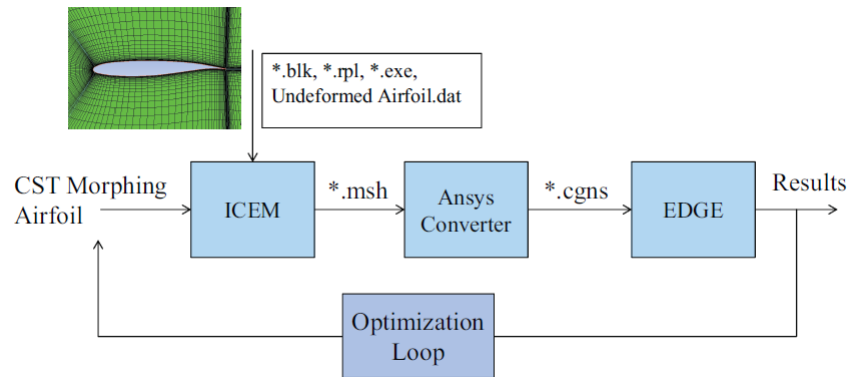 *.blk, *.rpl, *.exe,
Undeformed Airfoil.dat
CST Morphing
Airfoil
ICEM
*.msh
Ansys
Converter
*.cgns
EDGE
Results
Optimization
Loop